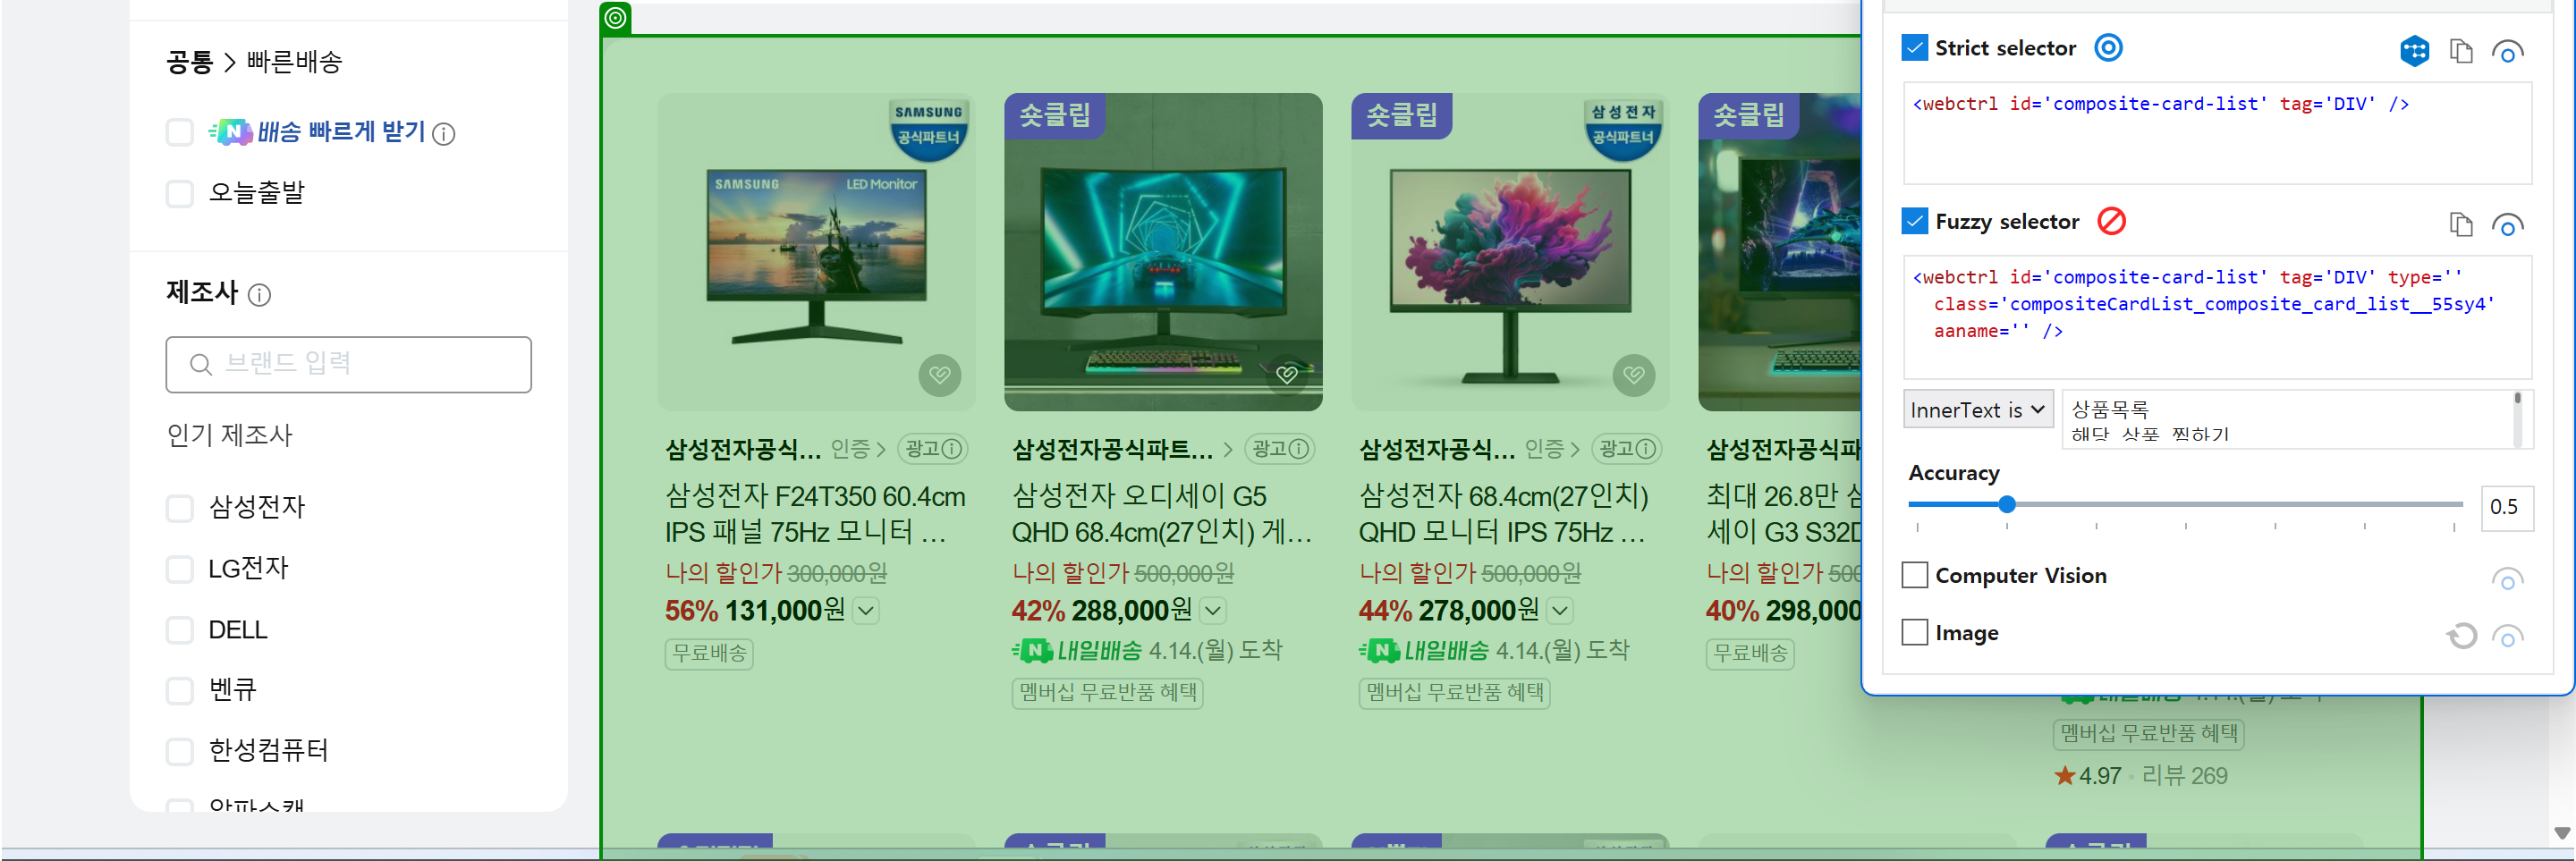 공통 > 빠른배송
N배송 빠르게 받기
오늘출발
제조사
브랜드 입력
인기 제조사
삼성전자
LG전자
DELL
벤큐
한성컴퓨터
SAMSUNG
공식파트너
SAMSUNG LED Monitor
삼성전자공식... 인증 > 광고
삼성전자 F24T350 60.4cm
IPS 패널 75Hz 모니터 ...
나의 할인가 300,000원
56% 131,000원
무료배송
숏클립
삼성전자공식파트... > 광고
삼성전자 오디세이 G5
QHD 68.4cm(27인치) 게...
나의 할인가 500,000원
42% 288,000원
N 내일배송 4.14.(월) 도착
멤버십 무료반품 혜택
숏클립
삼성전자
공식파트너
삼성전자공식... 인증 > 광고
삼성전자 68.4cm(27인치)
QHD 모니터 IPS 75Hz ...
나의 할인가 500,000원
44% 278,000원
N 내일배송 4.14.(월) 도착
멤버십 무료반품 혜택
숏클립
삼성전자공식파
최대 26.8만
세이 G3 S32D
나의 할인가 500
40% 298,000
무료배송
멤버십 무료반품 혜택
★4.97 · 리뷰 269
Strict selector
<webctrl id='composite-card-list' tag='DIV' />
Fuzzy selector
<webctrl id='composite-card-list' tag='DIV' type=''
class='compositeCardList_composite_card_list__55sy4'
aaname='' />
InnerText is
상품목록
해당 상품 찜하기
Accuracy
0.5
Computer Vision
Image